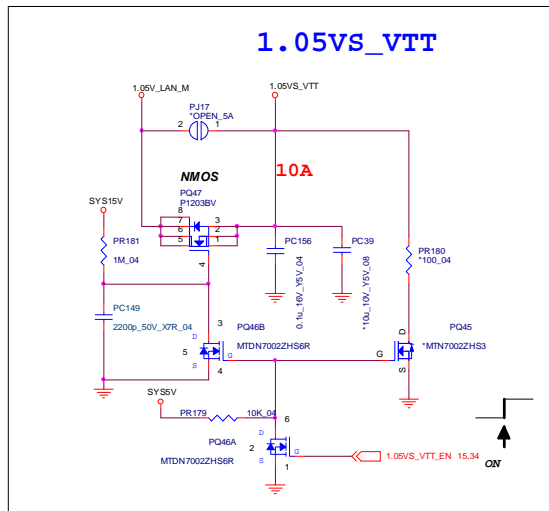 1.05VS_VTT
1.05V_LAN_M
1.05VS_VTT
PJ17
*OPEN_5A
2
1
NMOS
10A
PQ47
P1203BV
SYS15V
8
7
6
5
3
2
1
4
PR181
1M_04
PC156
0.1u_16V_Y5V_04
PC39
*10u_10V_Y5V_08
PR180
*100_04
PC149
2200p_50V_X7R_04
3
PQ46B
MTDN7002ZHS6R
D
5
G
S
4
PQ45
*MTN7002ZHS3
D
G
S
SYS5V
PR179
10K_04
6
PQ46A
MTDN7002ZHS6R
D
2
G
S
1
1.05VS_VTT_EN 15,34
ON